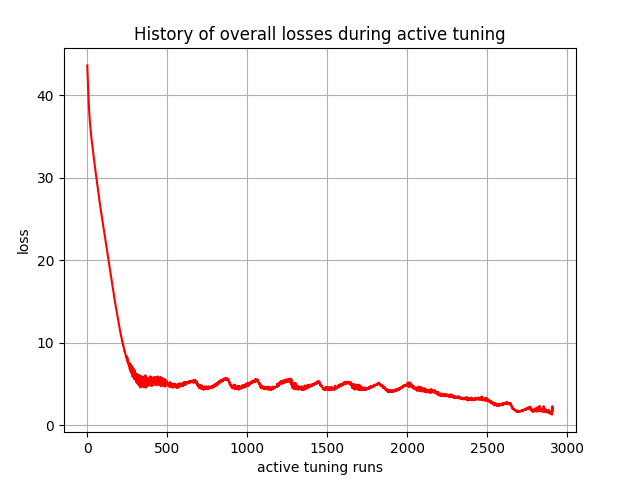 History of overall losses during active tuning
40
30
20
10
0
loss
0 500 1000 1500 2000 2500 3000
active tuning runs